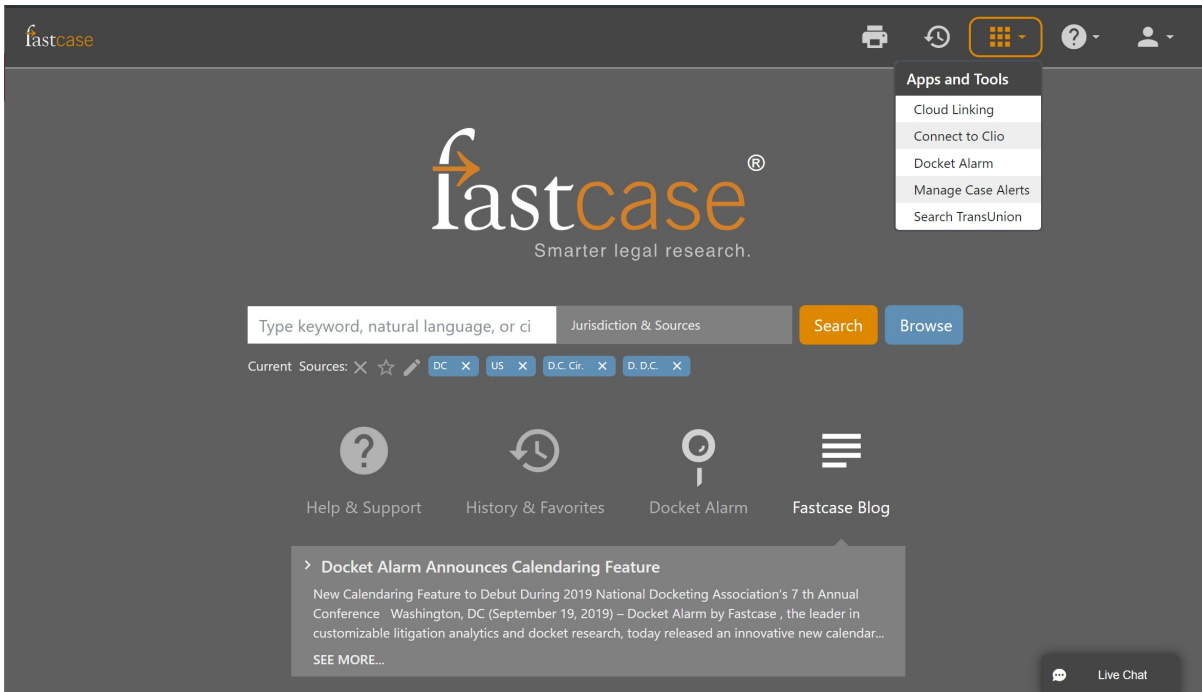 fastcase
Apps and Tools
Cloud Linking
Connect to Clio
Docket Alarm
Manage Case Alerts
Search TransUnion
fastcase®
Smarter legal research.
Type keyword, natural language, or ci
Jurisdiction & Sources
Search
Browse
Current Sources: DC US D.C. Cir. D. D.C.
Help & Support
History & Favorites
Docket Alarm
Fastcase Blog
Docket Alarm Announces Calendaring Feature
New Calendaring Feature to Debut During 2019 National Docketing Association's 7 th Annual
Conference Washington, DC (September 19, 2019) – Docket Alarm by Fastcase , the leader in
customizable litigation analytics and docket research, today released an innovative new calendar...
SEE MORE...
Live Chat